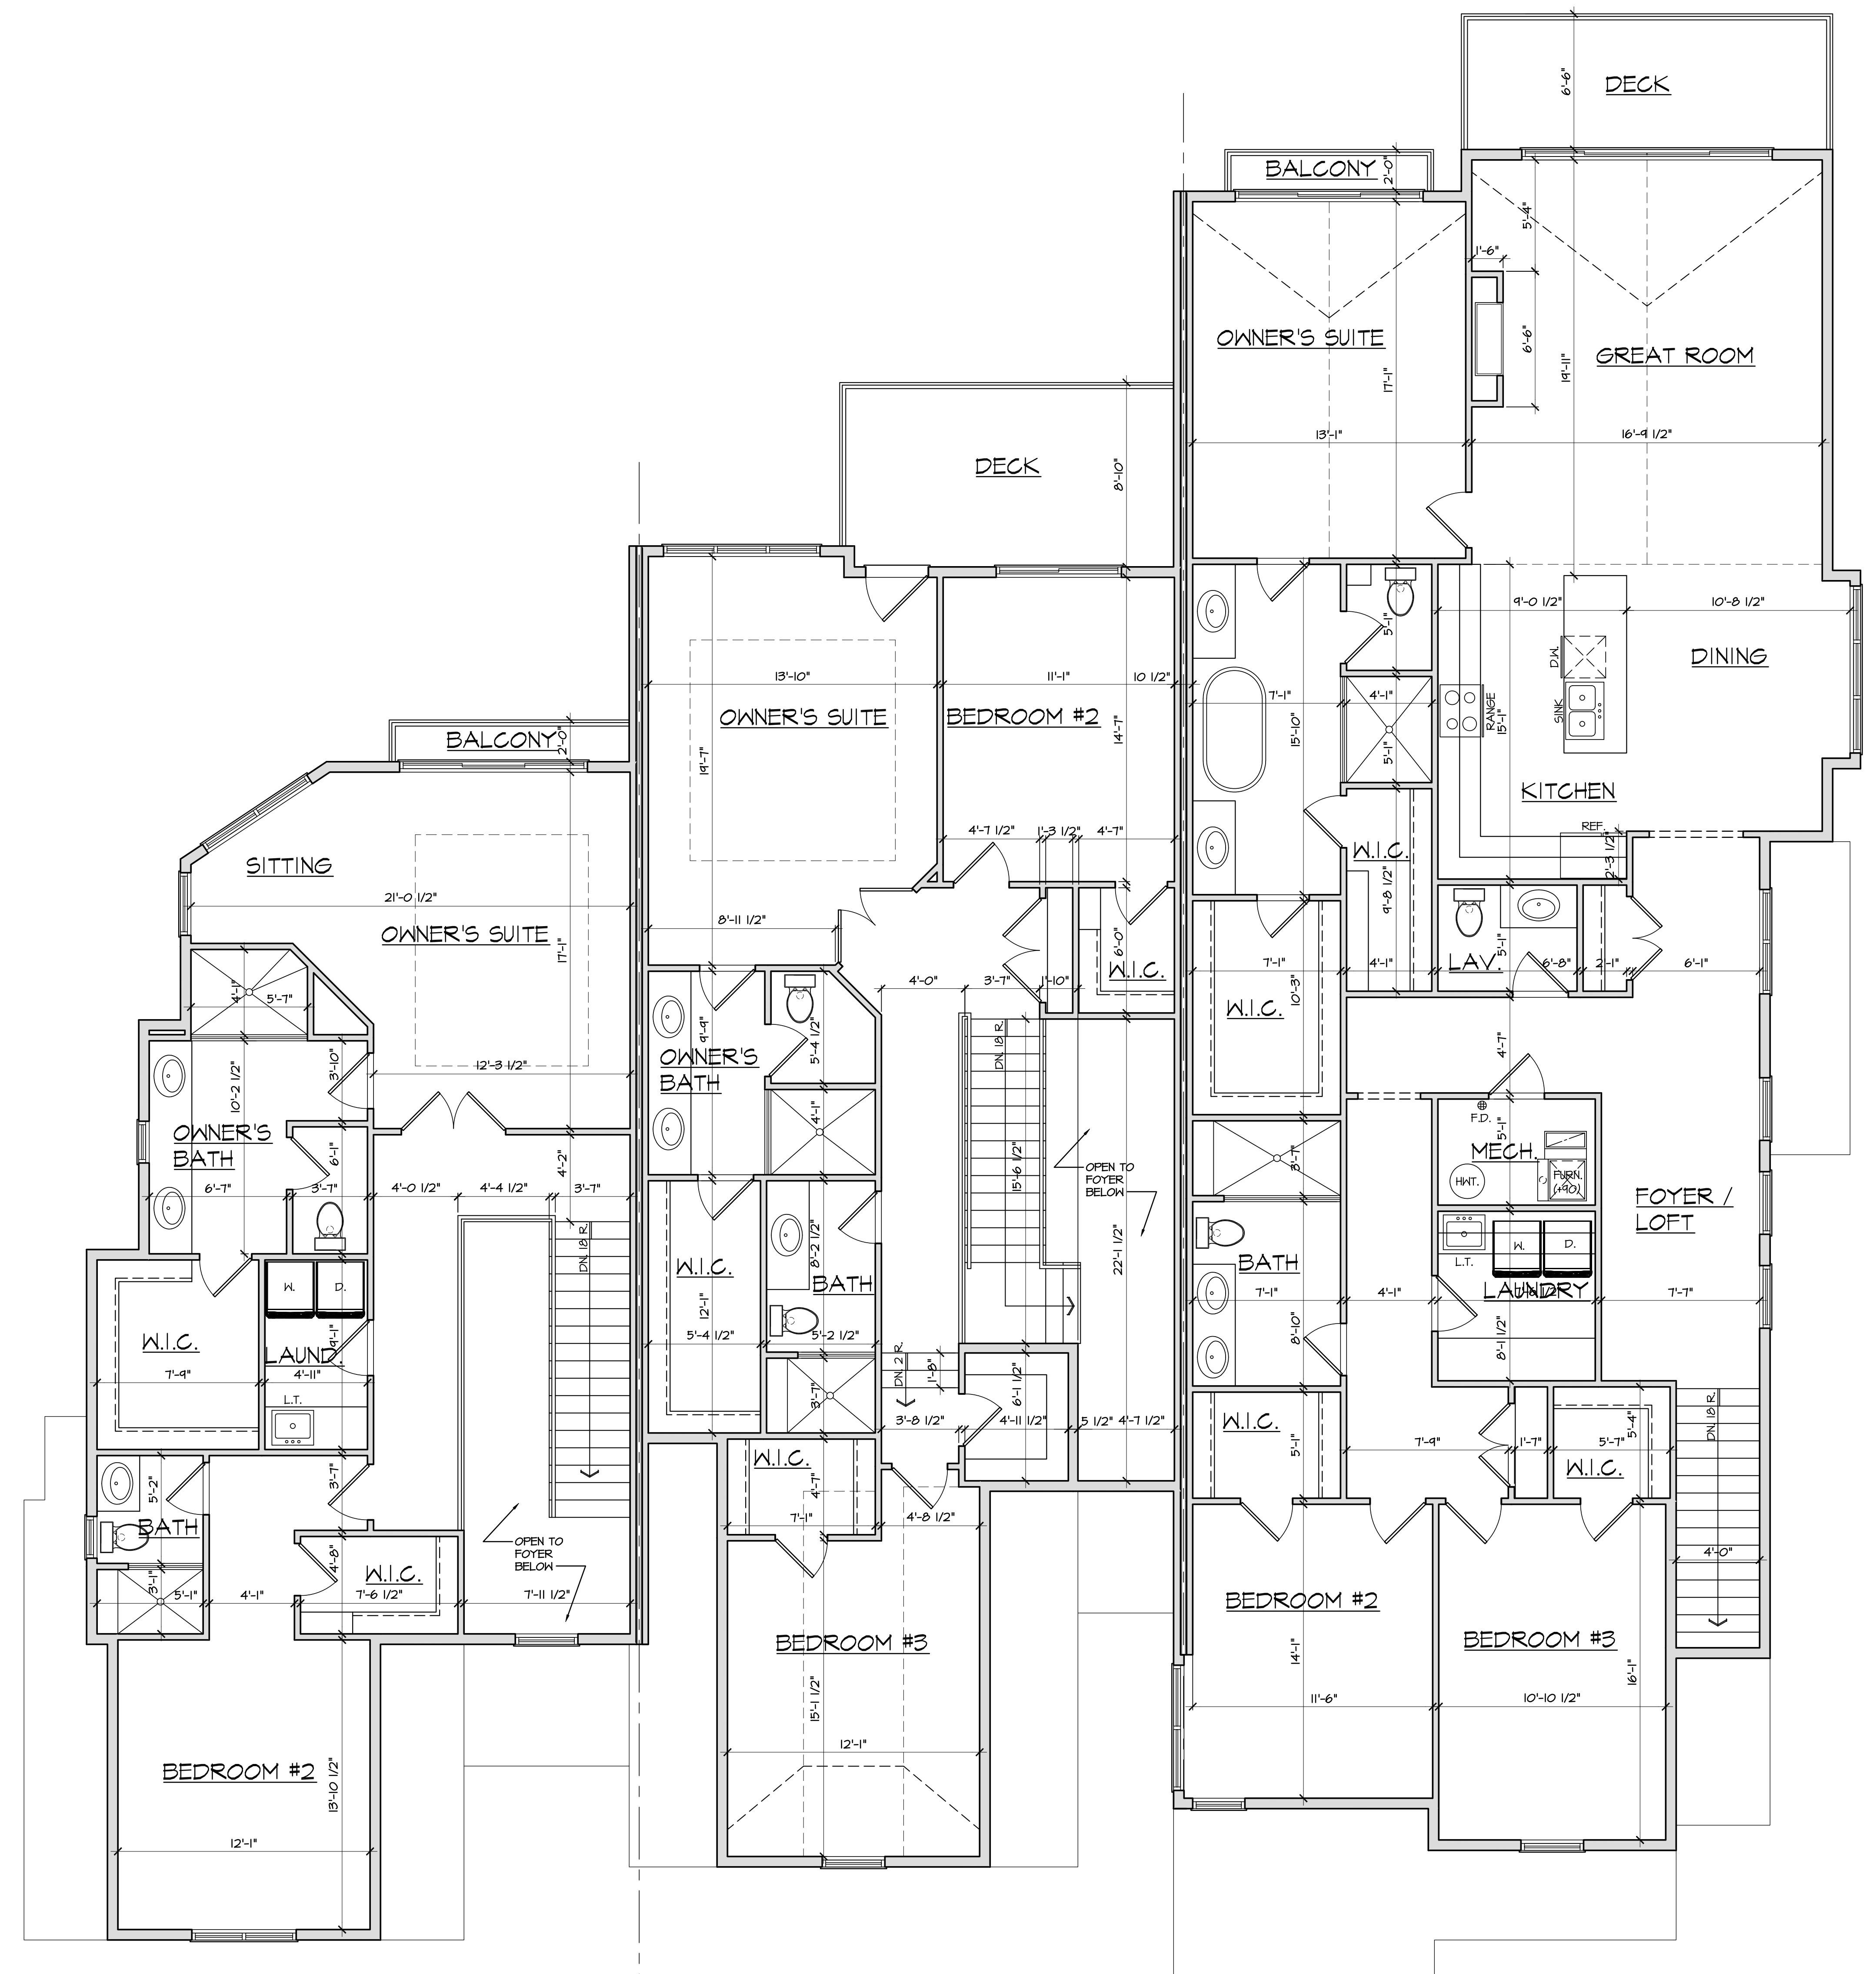 DECK
6'-6"
BALCONY
2'-0"
5'-4"
1'-6"
6'-6"
OWNER'S SUITE
17'-1"
19'-11"
GREAT ROOM
13'-1"
16'-9 1/2"
DECK
8'-10"
9'-0 1/2"
10'-8 1/2"
5'-1"
D.W.
DINING
SINK
RANGE
15'-1"
7'-1"
4'-1"
15'-10"
5'-1"
KITCHEN
REF.
2'-3 1/2"
W.I.C.
9'-8 1/2"
LAV.
5'-1"
6'-8"
2'-1"
6'-1"
7'-1"
4'-1"
W.I.C.
10'-3"
4'-7"
F.D.
5'-1"
MECH.
HWT.
FURN.
(+90)
FOYER /
LOFT
3'-7"
BATH
7'-1"
8'-10"
4'-1"
L.T.
W.
D.
LAUNDRY
8'-1 1/2"
7'-7"
W.I.C.
5'-1"
7'-9"
1'-7"
5'-7"
5'-4"
W.I.C.
DN. 18 R.
4'-0"
BEDROOM #2
14'-1"
11'-6"
BEDROOM #3
16'-1"
10'-10 1/2"
13'-10"
11'-1"
10 1/2"
OWNER'S SUITE
BEDROOM #2
19'-7"
14'-7"
4'-7 1/2"
1'-3 1/2"
4'-7"
8'-11 1/2"
6'-0"
W.I.C.
4'-0"
3'-7"
1'-10"
DN. 18 R.
9'-9"
OWNER'S
BATH
5'-4 1/2"
4'-1"
15'-6 1/2"
OPEN TO
FOYER
BELOW
22'-1 1/2"
W.I.C.
12'-1"
8'-2 1/2"
BATH
5'-4 1/2"
5'-2 1/2"
DN. 2 R.
1'-8"
3'-7"
6'-1 1/2"
3'-8 1/2"
4'-11 1/2"
5 1/2"
4'-7 1/2"
W.I.C.
4'-7"
7'-1"
4'-8 1/2"
BEDROOM #3
15'-1 1/2"
12'-1"
BALCONY
2'-0"
SITTING
21'-0 1/2"
OWNER'S SUITE
17'-1"
4'-1"
5'-7"
12'-3 1/2"
3'-10"
10'-2 1/2"
OWNER'S
BATH
6'-1"
4'-2"
6'-7"
3'-7"
4'-0 1/2"
4'-4 1/2"
3'-7"
DN. 18 R.
W.
D.
W.I.C.
LAUND.
9'-1"
7'-9"
4'-11"
L.T.
5'-2"
3'-7"
BATH
3'-1"
5'-1"
4'-1"
4'-8"
W.I.C.
7'-6 1/2"
OPEN TO
FOYER
BELOW
7'-11 1/2"
BEDROOM #2
13'-10 1/2"
12'-1"